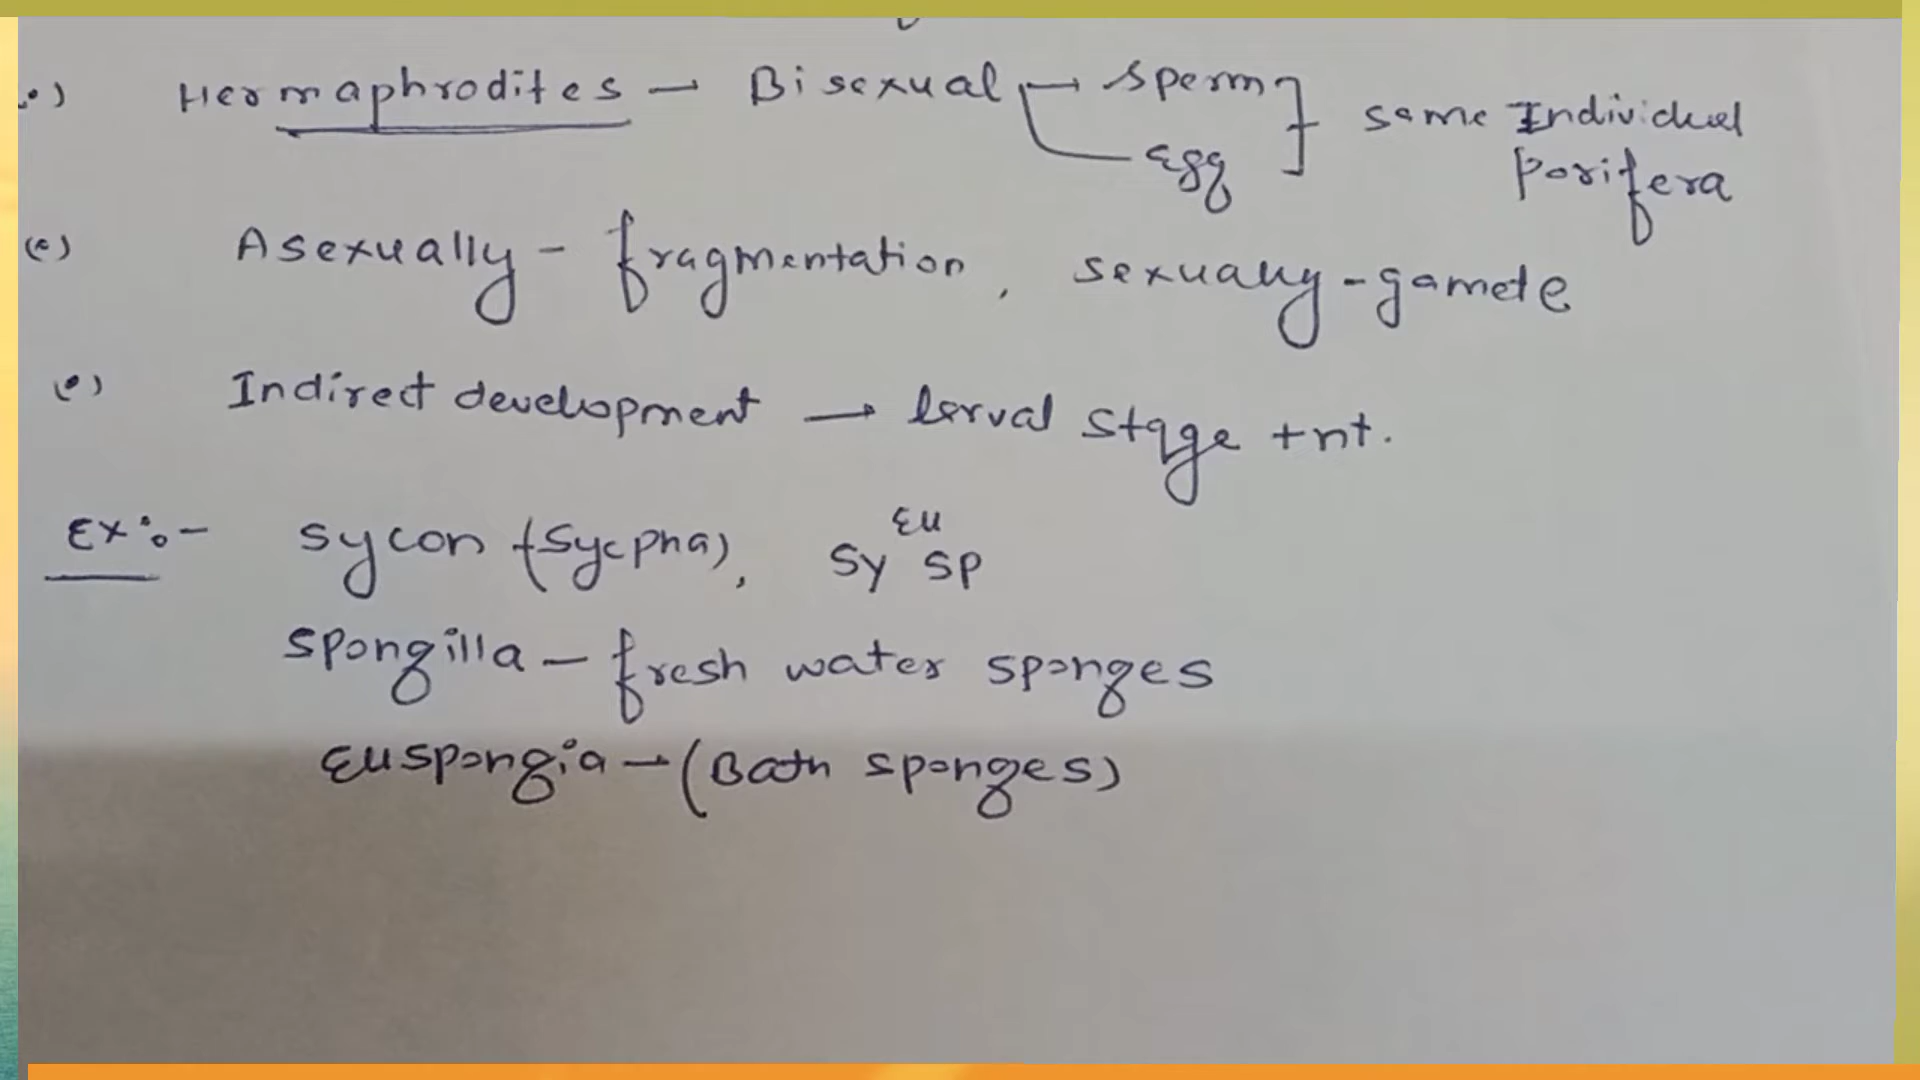 •) Hermaphrodites → Bisexual → sperm ] same Individual
egg porifera
(•) Asexually - fragmentation, sexually - gamete
(•) Indirect development → larval stage +nt.
Ex:- Sycon (Sycpha), Sy Eu Sp
Spongilla - fresh water sponges
Euspongia → (Bath sponges)